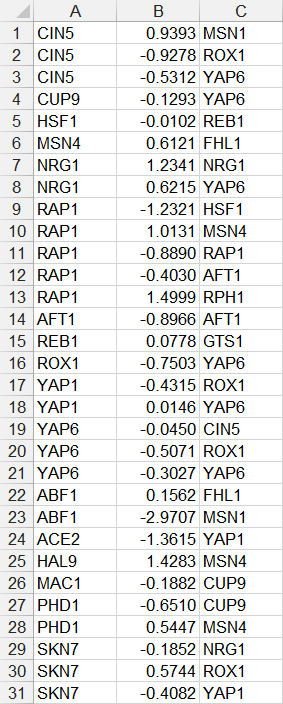 A B C
1 CIN5 0.9393 MSN1
2 CIN5 -0.9278 ROX1
3 CIN5 -0.5312 YAP6
4 CUP9 -0.1293 YAP6
5 HSF1 -0.0102 REB1
6 MSN4 0.6121 FHL1
7 NRG1 1.2341 NRG1
8 NRG1 0.6215 YAP6
9 RAP1 -1.2321 HSF1
10 RAP1 1.0131 MSN4
11 RAP1 -0.8890 RAP1
12 RAP1 -0.4030 AFT1
13 RAP1 1.4999 RPH1
14 AFT1 -0.8966 AFT1
15 REB1 0.0778 GTS1
16 ROX1 -0.7503 YAP6
17 YAP1 -0.4315 ROX1
18 YAP1 0.0146 YAP6
19 YAP6 -0.0450 CIN5
20 YAP6 -0.5071 ROX1
21 YAP6 -0.3027 YAP6
22 ABF1 0.1562 FHL1
23 ABF1 -2.9707 MSN1
24 ACE2 -1.3615 YAP1
25 HAL9 1.4283 MSN4
26 MAC1 -0.1882 CUP9
27 PHD1 -0.6510 CUP9
28 PHD1 0.5447 MSN4
29 SKN7 -0.1852 NRG1
30 SKN7 0.5744 ROX1
31 SKN7 -0.4082 YAP1